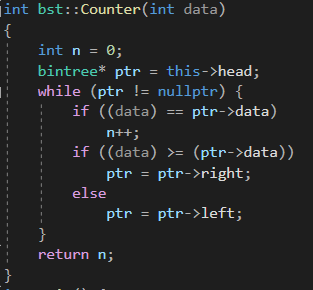 int bst::Counter(int data)
{
    int n = 0;
    bintree* ptr = this->head;
    while (ptr != nullptr) {
        if ((data) == ptr->data)
            n++;
        if ((data) >= (ptr->data))
            ptr = ptr->right;
        else
            ptr = ptr->left;
    }
    return n;
}